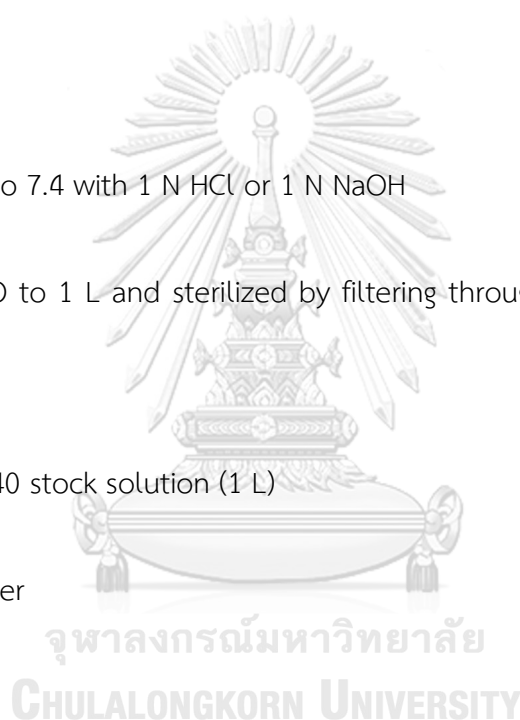 o 7.4 with 1 N HCl or 1 N NaOH
to 1 L and sterilized by filtering
40 stock solution (1 L)
er
จุฬาลงกรณ์มหาวิทยาลัย
CHULALONGKORN UNIVERSITY